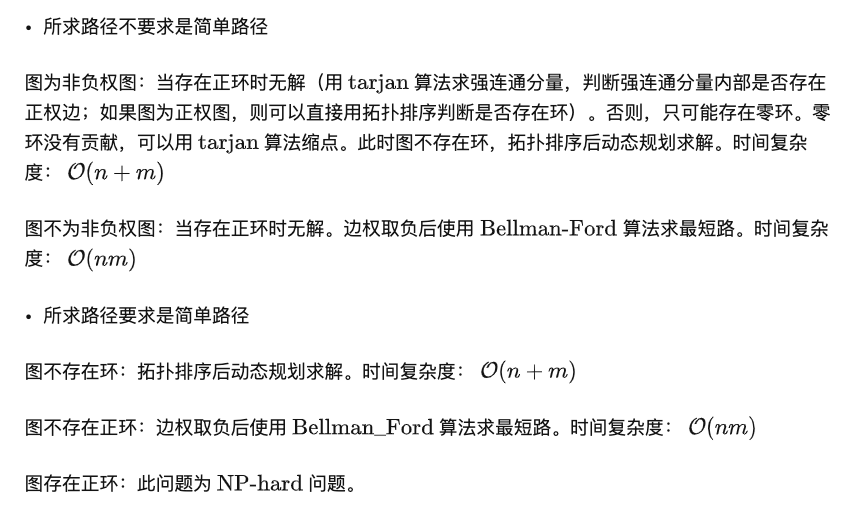 • 所求路径不要求是简单路径
图为非负权图：当存在正环时无解（用 tarjan 算法求强连通分量，判断强连通分量内部是否存在
正权边；如果图为正权图，则可以直接用拓扑排序判断是否存在环）。否则，只可能存在零环。零
环没有贡献，可以用 tarjan 算法缩点。此时图不存在环，拓扑排序后动态规划求解。时间复杂
度： O(n + m)
图不为非负权图：当存在正环时无解。边权取负后使用 Bellman-Ford 算法求最短路。时间复杂
度： O(nm)
• 所求路径要求是简单路径
图不存在环：拓扑排序后动态规划求解。时间复杂度： O(n + m)
图不存在正环：边权取负后使用 Bellman_Ford 算法求最短路。时间复杂度： O(nm)
图存在正环：此问题为 NP-hard 问题。